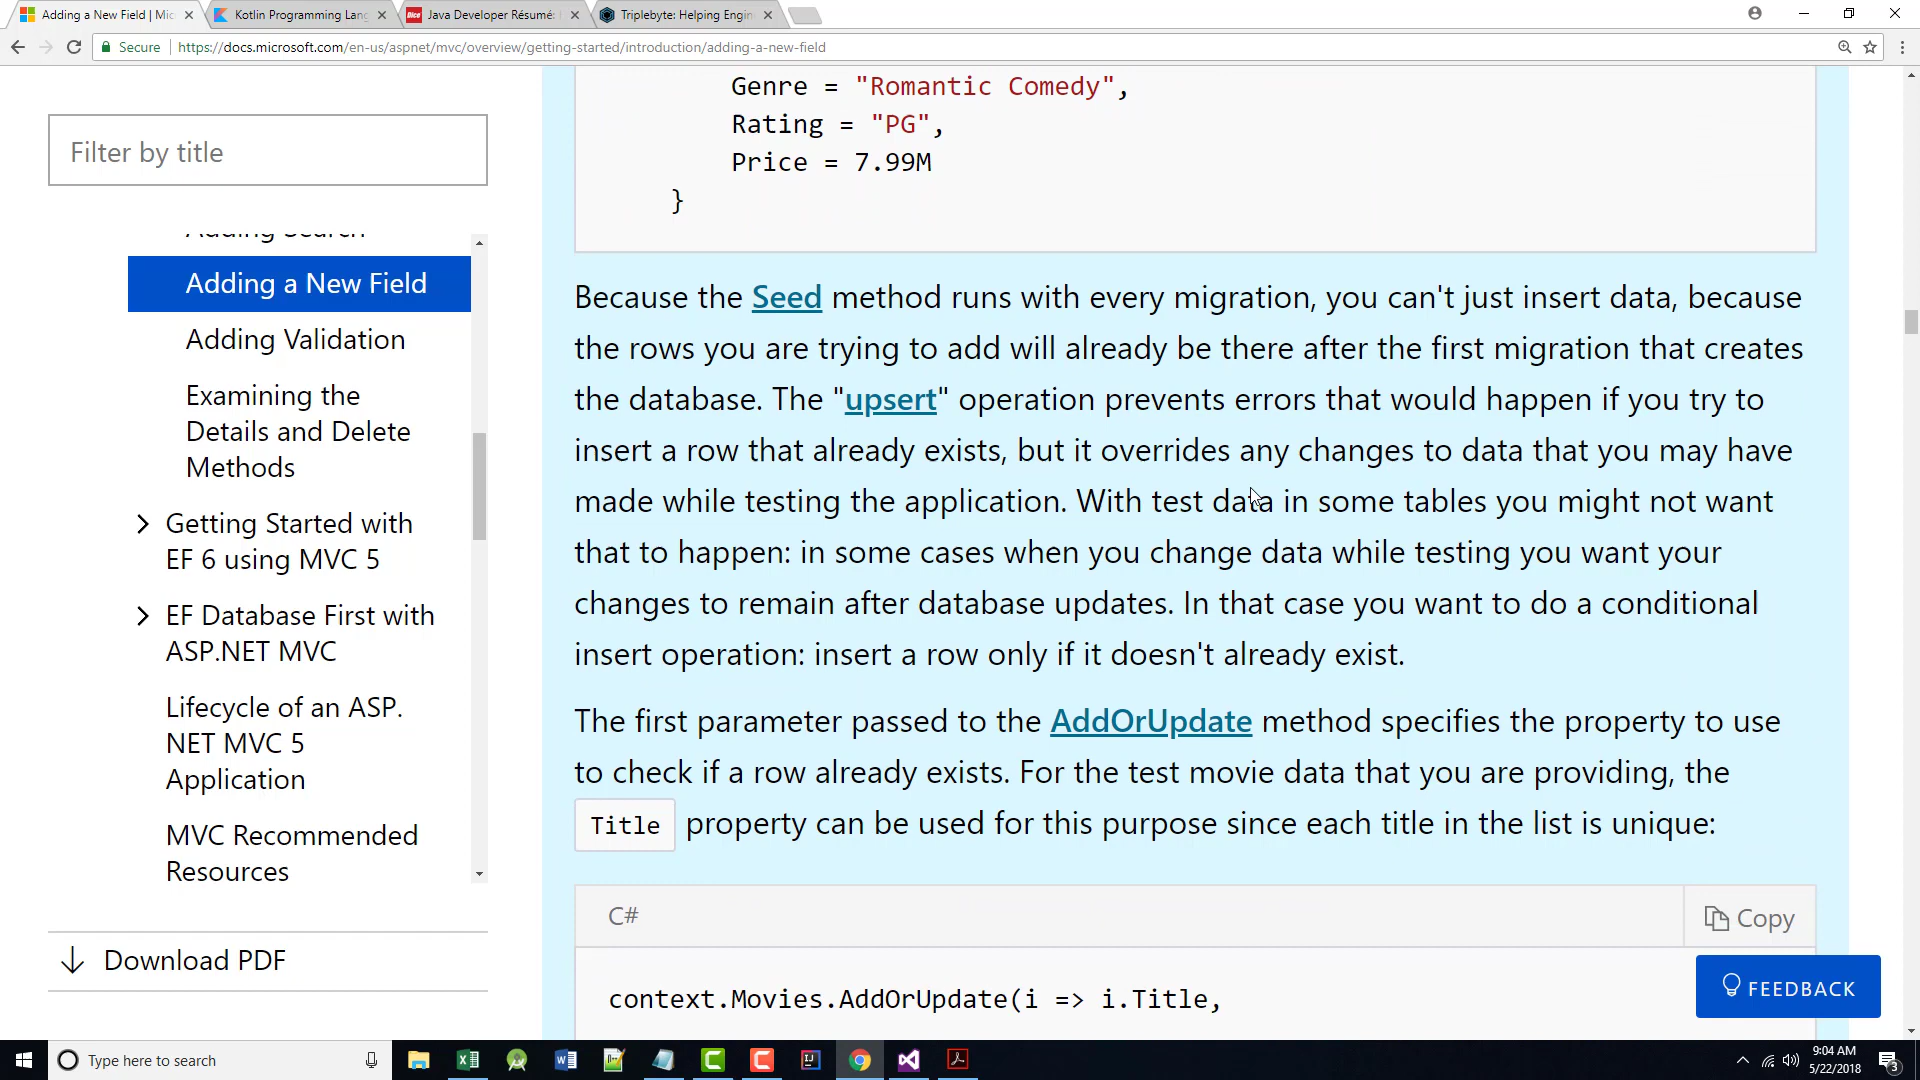 Adding a New Field | Mic
Kotlin Programming Lang
Java Developer Résumé:
Triplebyte: Helping Engin
Secure
https://docs.microsoft.com/en-us/aspnet/mvc/overview/getting-started/introduction/adding-a-new-field
Filter by title
Adding Search
Adding a New Field
Adding Validation
Examining the
Details and Delete
Methods
Getting Started with
EF 6 using MVC 5
EF Database First with
ASP.NET MVC
Lifecycle of an ASP.
NET MVC 5
Application
MVC Recommended
Resources
Download PDF
Genre = "Romantic Comedy",
Rating = "PG",
Price = 7.99M
}
Because the Seed method runs with every migration, you can't just insert data, because
the rows you are trying to add will already be there after the first migration that creates
the database. The "upsert" operation prevents errors that would happen if you try to
insert a row that already exists, but it overrides any changes to data that you may have
made while testing the application. With test data in some tables you might not want
that to happen: in some cases when you change data while testing you want your
changes to remain after database updates. In that case you want to do a conditional
insert operation: insert a row only if it doesn't already exist.
The first parameter passed to the AddOrUpdate method specifies the property to use
to check if a row already exists. For the test movie data that you are providing, the
Title property can be used for this purpose since each title in the list is unique:
C#
Copy
context.Movies.AddOrUpdate(i => i.Title,
FEEDBACK
Type here to search
9:04 AM
5/22/2018
3